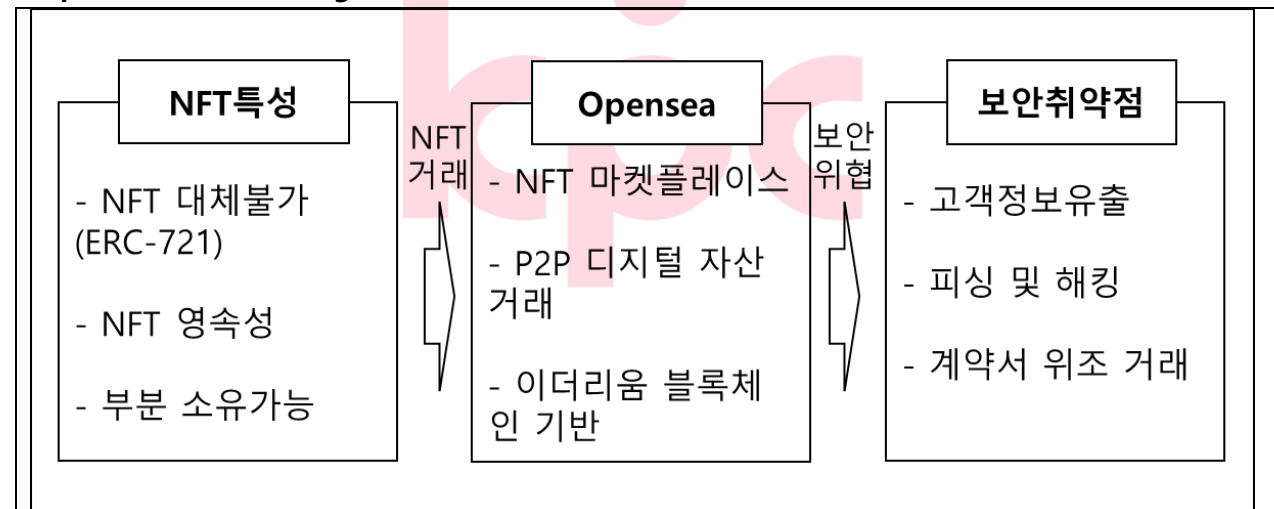 NFT특성
- NFT 대체불가
(ERC-721)
- NFT 영속성
- 부분 소유가능
NFT
거래
Opensea
- NFT 마켓플레이스
- P2P 디지털 자산
거래
- 이더리움 블록체
인 기반
보안
위협
보안취약점
- 고객정보유출
- 피싱 및 해킹
- 계약서 위조 거래
kpc